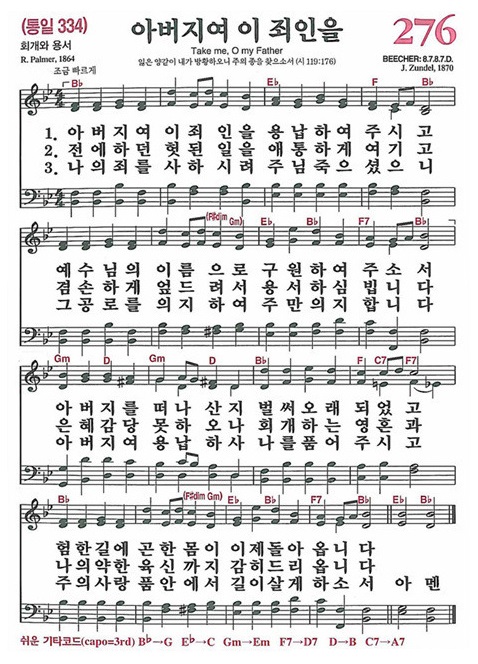 (통일 334)
아버지여 이 죄인을
276
회개와 용서
Take me, O my Father
R. Palmer, 1864
잃은 양같이 내가 방황하오니 주의 종을 찾으소서 (시 119:176)
BEECHER: 8.7.8.7.D.
J. Zundel, 1870
조금 빠르게
B♭ E♭ F B♭
1. 아버지여 이 죄인을 용납하여 주시고
2. 전에하던 헛된 일을 애통하게 여기고
3. 나의죄를 사하시려 주님죽으셨으니
(F#dim Gm) E♭ B♭ F7 B♭
예수님의 이름으로 구원하여주소서
겸손하게 엎드려서 용서하심빕니다
그공로를 의지하여 주만의지합니다
Gm D Gm D B♭ F C7 F7
아버지를 떠나 산지 벌써오래 되었고
은혜감당 못하 오나 회개하는 영혼과
아버지여 용납 하사 나를품어 주시고
B♭ (F#dim Gm) E♭ B♭ F7 B♭ E♭ B♭
험한길에 곤한몸이 이제돌아옵니다
나의약한 육신까지 감히드리옵니다
주의사랑 품안에서 길이살게하소서 아멘
쉬운 기타코드(capo=3rd) B♭→G E♭→C Gm→Em F7→D7 D→B C7→A7